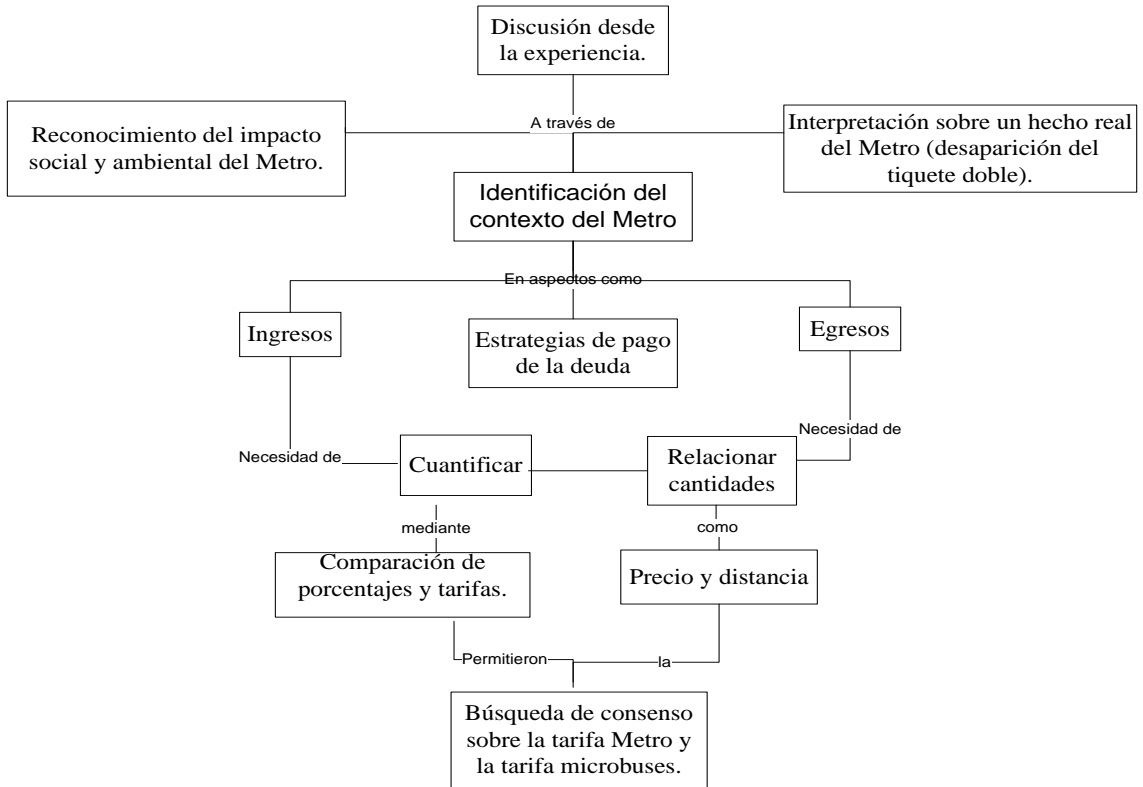 Discusión desde
la experiencia.
A través de
Reconocimiento del impacto
social y ambiental del Metro.
Interpretación sobre un hecho real
del Metro (desaparición del
tiquete doble).
Identificación del
contexto del Metro
En aspectos como
Ingresos
Estrategias de pago
de la deuda
Egresos
Necesidad de
Necesidad de
Cuantificar
Relacionar
cantidades
mediante
como
Comparación de
porcentajes y tarifas.
Precio y distancia
Permitieron
la
Búsqueda de consenso
sobre la tarifa Metro y
la tarifa microbuses.